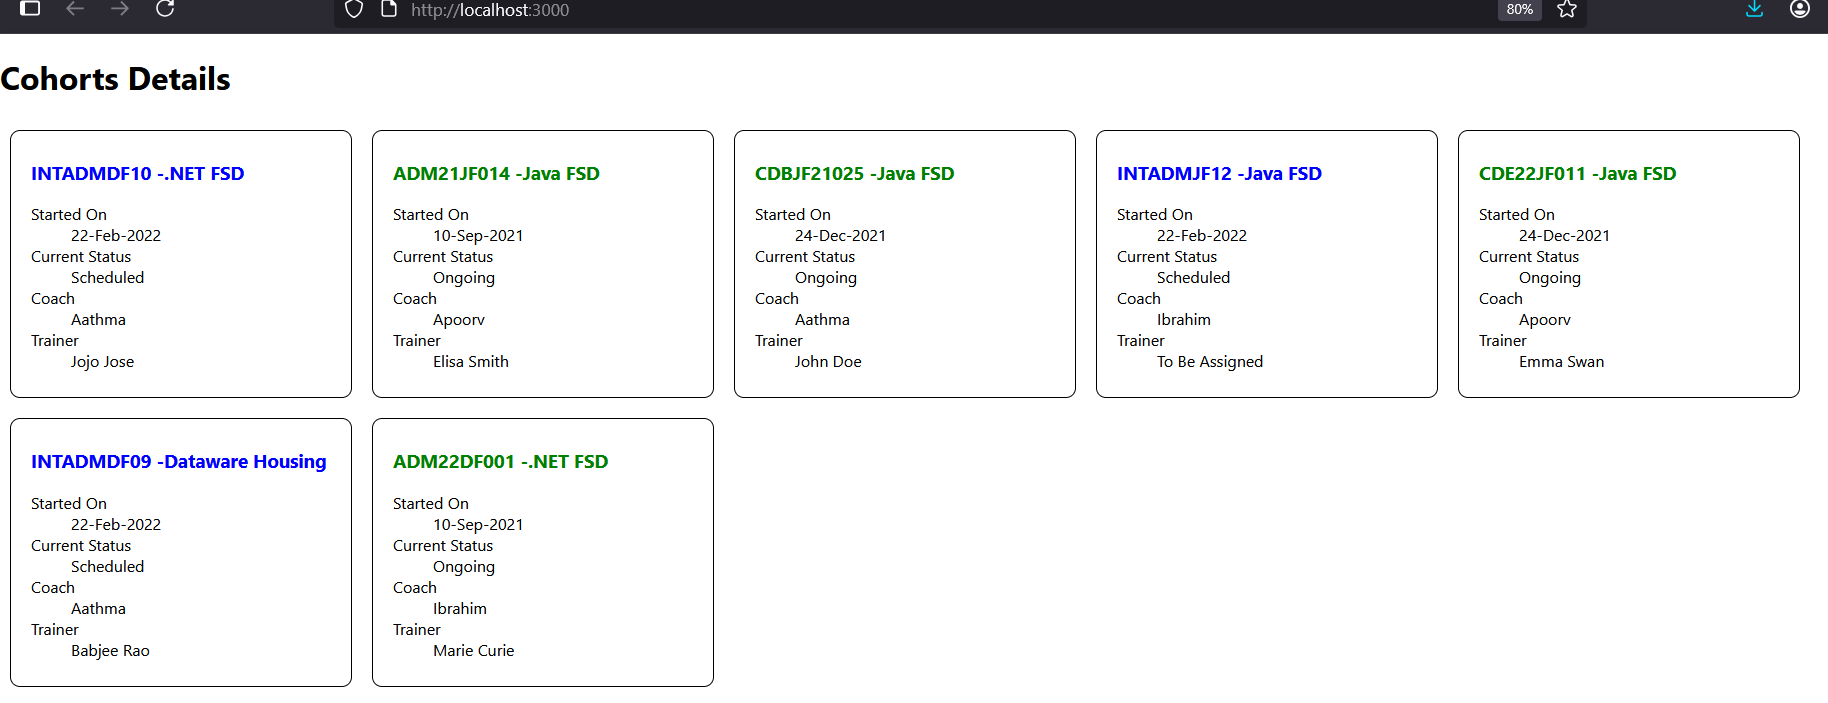 http://localhost:3000
80%
Cohorts Details
INTADMDF10 -.NET FSD
Started On
22-Feb-2022
Current Status
Scheduled
Coach
Aathma
Trainer
Jojo Jose
ADM21JF014 -Java FSD
Started On
10-Sep-2021
Current Status
Ongoing
Coach
Apoorv
Trainer
Elisa Smith
CDBJF21025 -Java FSD
Started On
24-Dec-2021
Current Status
Ongoing
Coach
Aathma
Trainer
John Doe
INTADMJF12 -Java FSD
Started On
22-Feb-2022
Current Status
Scheduled
Coach
Ibrahim
Trainer
To Be Assigned
CDE22JF011 -Java FSD
Started On
24-Dec-2021
Current Status
Ongoing
Coach
Apoorv
Trainer
Emma Swan
INTADMDF09 -Dataware Housing
Started On
22-Feb-2022
Current Status
Scheduled
Coach
Aathma
Trainer
Babjee Rao
ADM22DF001 -.NET FSD
Started On
10-Sep-2021
Current Status
Ongoing
Coach
Ibrahim
Trainer
Marie Curie